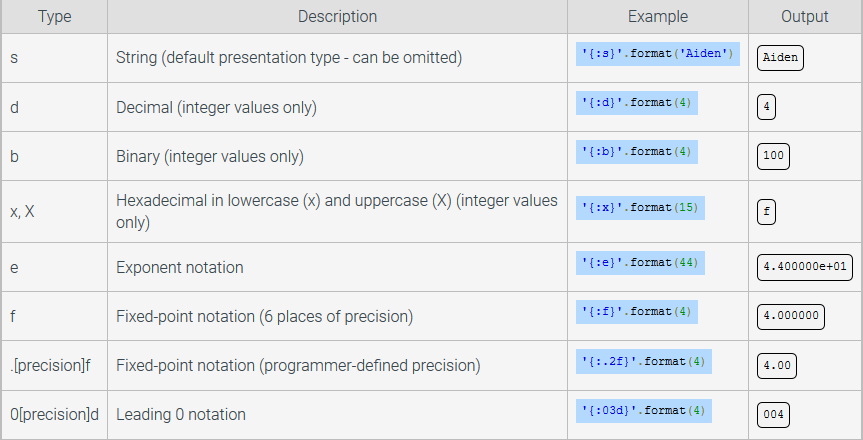 Type Description Example Output
s String (default presentation type - can be omitted) '{:s}'.format('Aiden') Aiden
d Decimal (integer values only) '{:d}'.format(4) 4
b Binary (integer values only) '{:b}'.format(4) 100
x, X Hexadecimal in lowercase (x) and uppercase (X) (integer values
only) '{:x}'.format(15) f
e Exponent notation '{:e}'.format(44) 4.400000e+01
f Fixed-point notation (6 places of precision) '{:f}'.format(4) 4.000000
.[precision]f Fixed-point notation (programmer-defined precision) '{:.2f}'.format(4) 4.00
0[precision]d Leading 0 notation '{:03d}'.format(4) 004